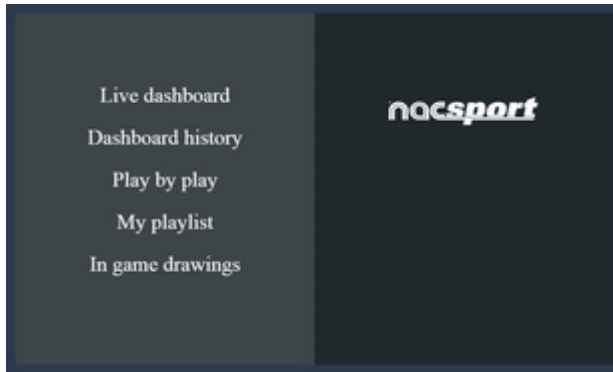 Live dashboard
Dashboard history
Play by play
My playlist
In game drawings
nacsport